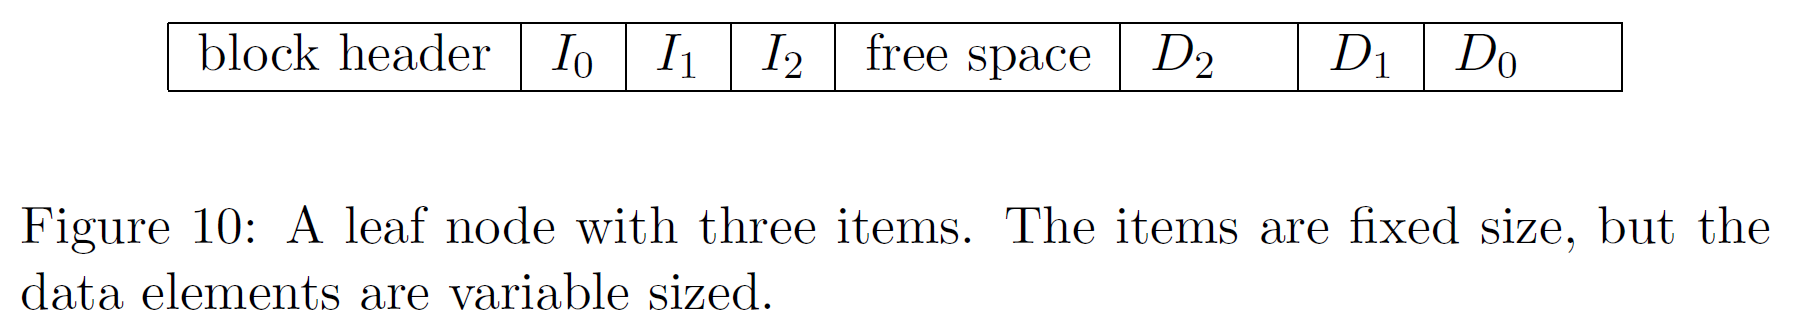 block header I₀ I₁ I₂ free space D₂ D₁ D₀
Figure 10: A leaf node with three items. The items are fixed size, but the
data elements are variable sized.